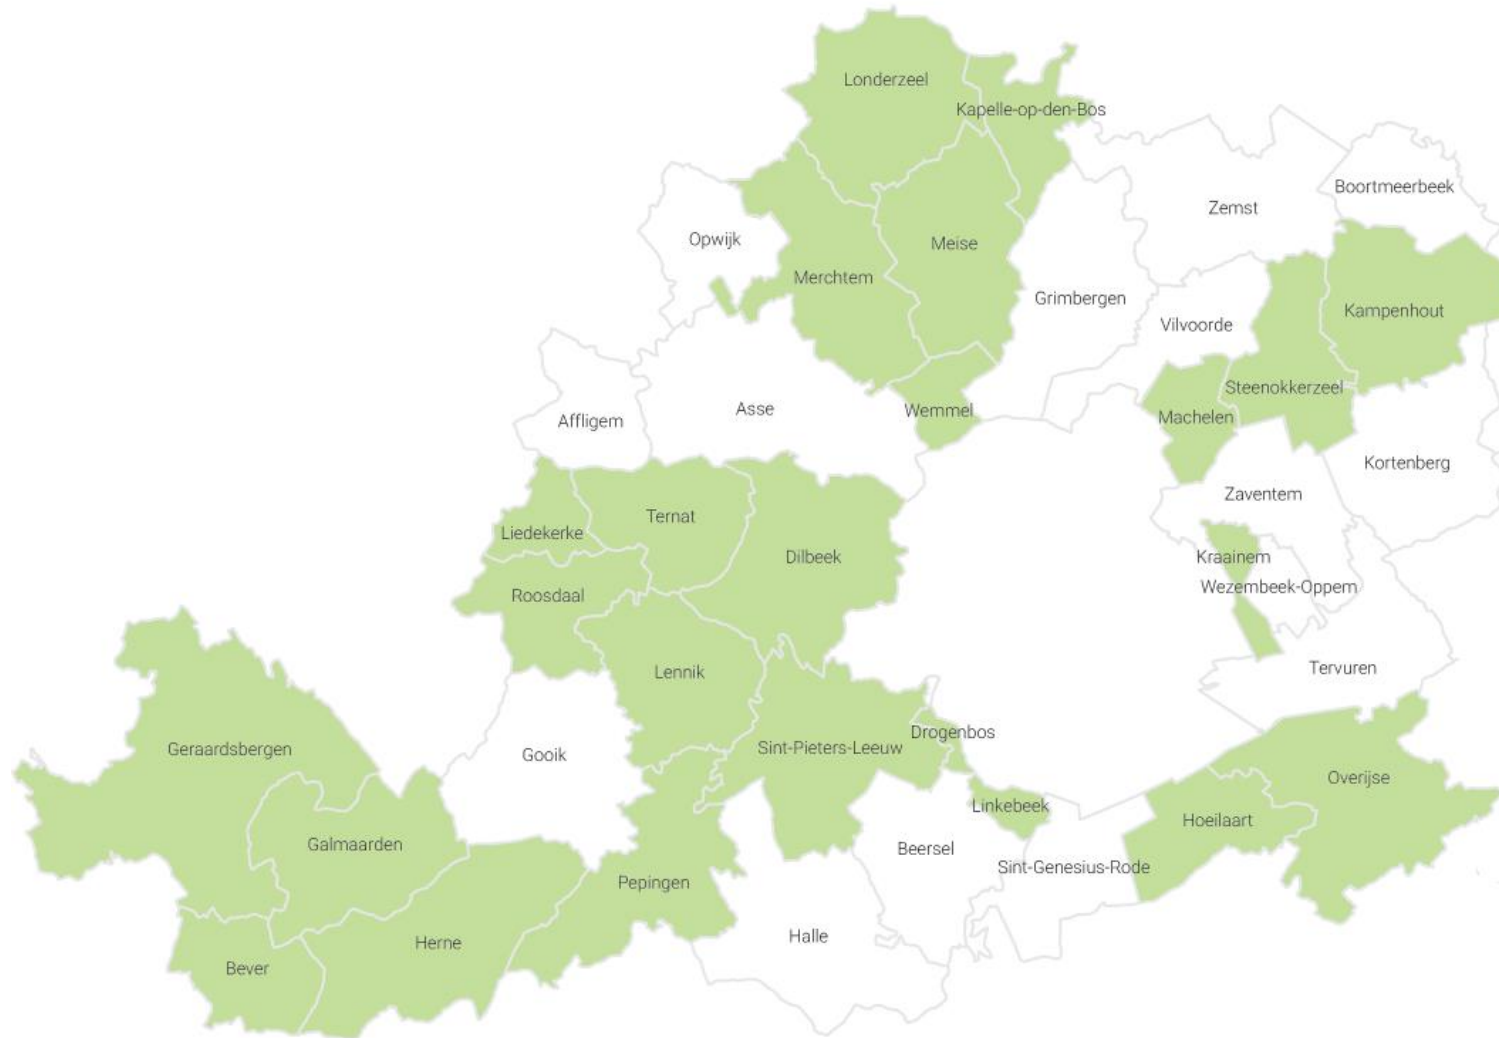 Londerzeel
Kapelle-op-den-Bos
Boortmeerbeek
Zemst
Opwijk
Meise
Merchtem
Grimbergen
Kampenhout
Vilvoorde
Steenokkerzeel
Asse
Wemmel
Machelen
Affligem
Kortenberg
Zaventem
Ternat
Liedekerke
Dilbeek
Kraainem
Wezembeek-Oppem
Roosdaal
Tervuren
Lennik
Drogenbos
Geraardsbergen
Sint-Pieters-Leeuw
Gooik
Overijse
Linkebeek
Hoeilaart
Galmaarden
Beersel
Sint-Genesius-Rode
Pepingen
Halle
Herne
Bever